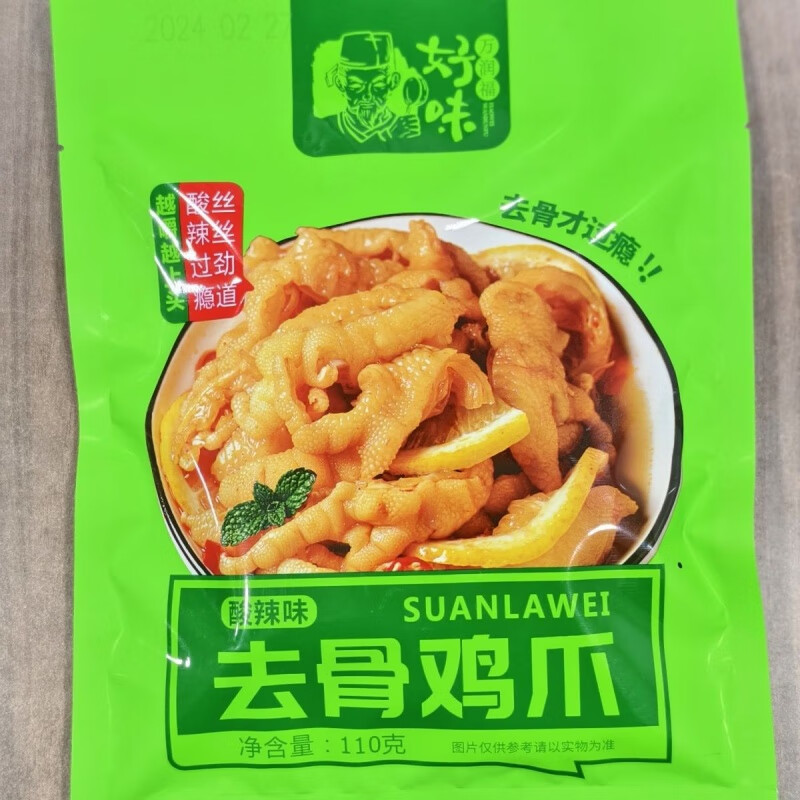 2024 02 27
好味
万润福
越嚼越上头
酸辣过瘾
丝丝劲道
去骨才过瘾!!
酸辣味
SUANLAWEI
去骨鸡爪
净含量:110克
图片仅供参考请以实物为准